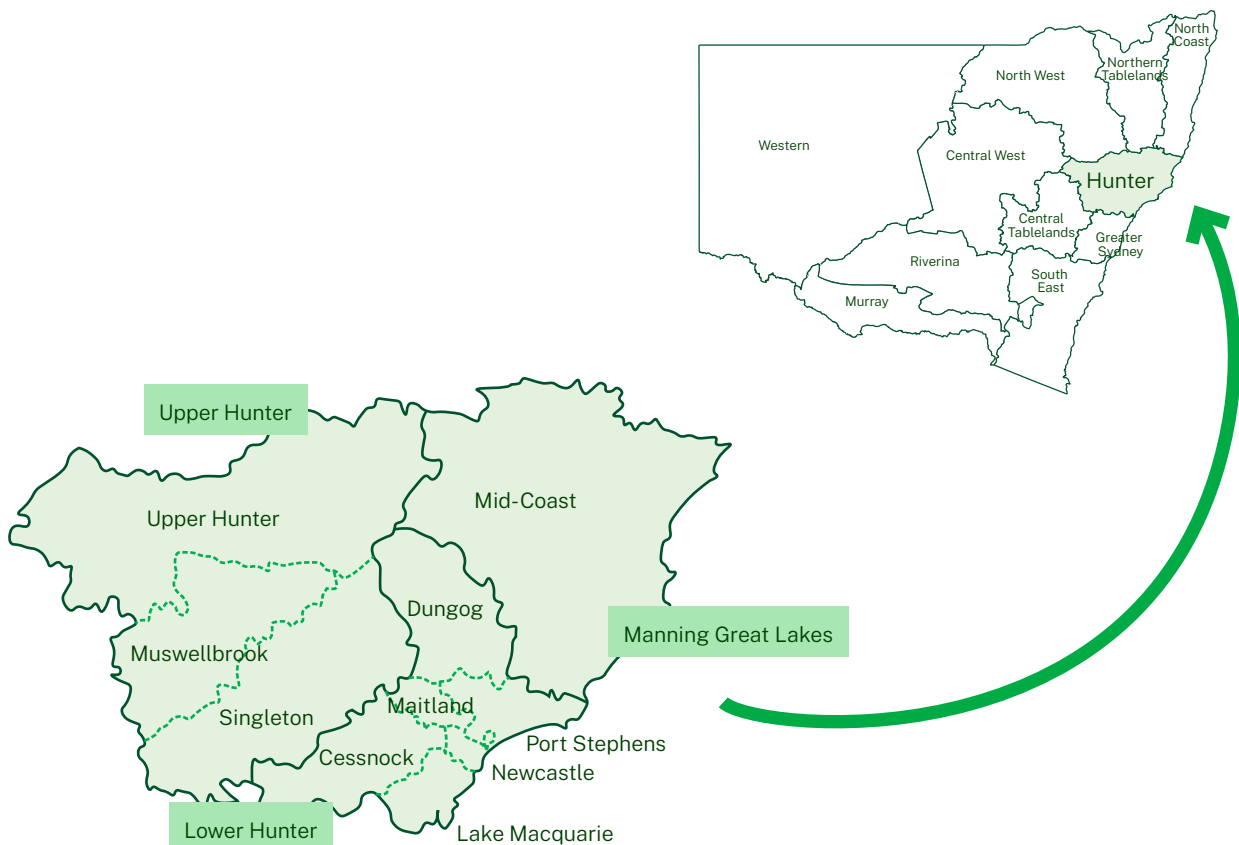 North
Coast
Northern
Tablelands
North West
Western
Central West
Hunter
Central
Tablelands
Greater
Sydney
Riverina
South
East
Murray
Upper Hunter
Mid-Coast
Upper Hunter
Dungog
Manning Great Lakes
Muswellbrook
Maitland
Singleton
Port Stephens
Cessnock
Newcastle
Lower Hunter
Lake Macquarie